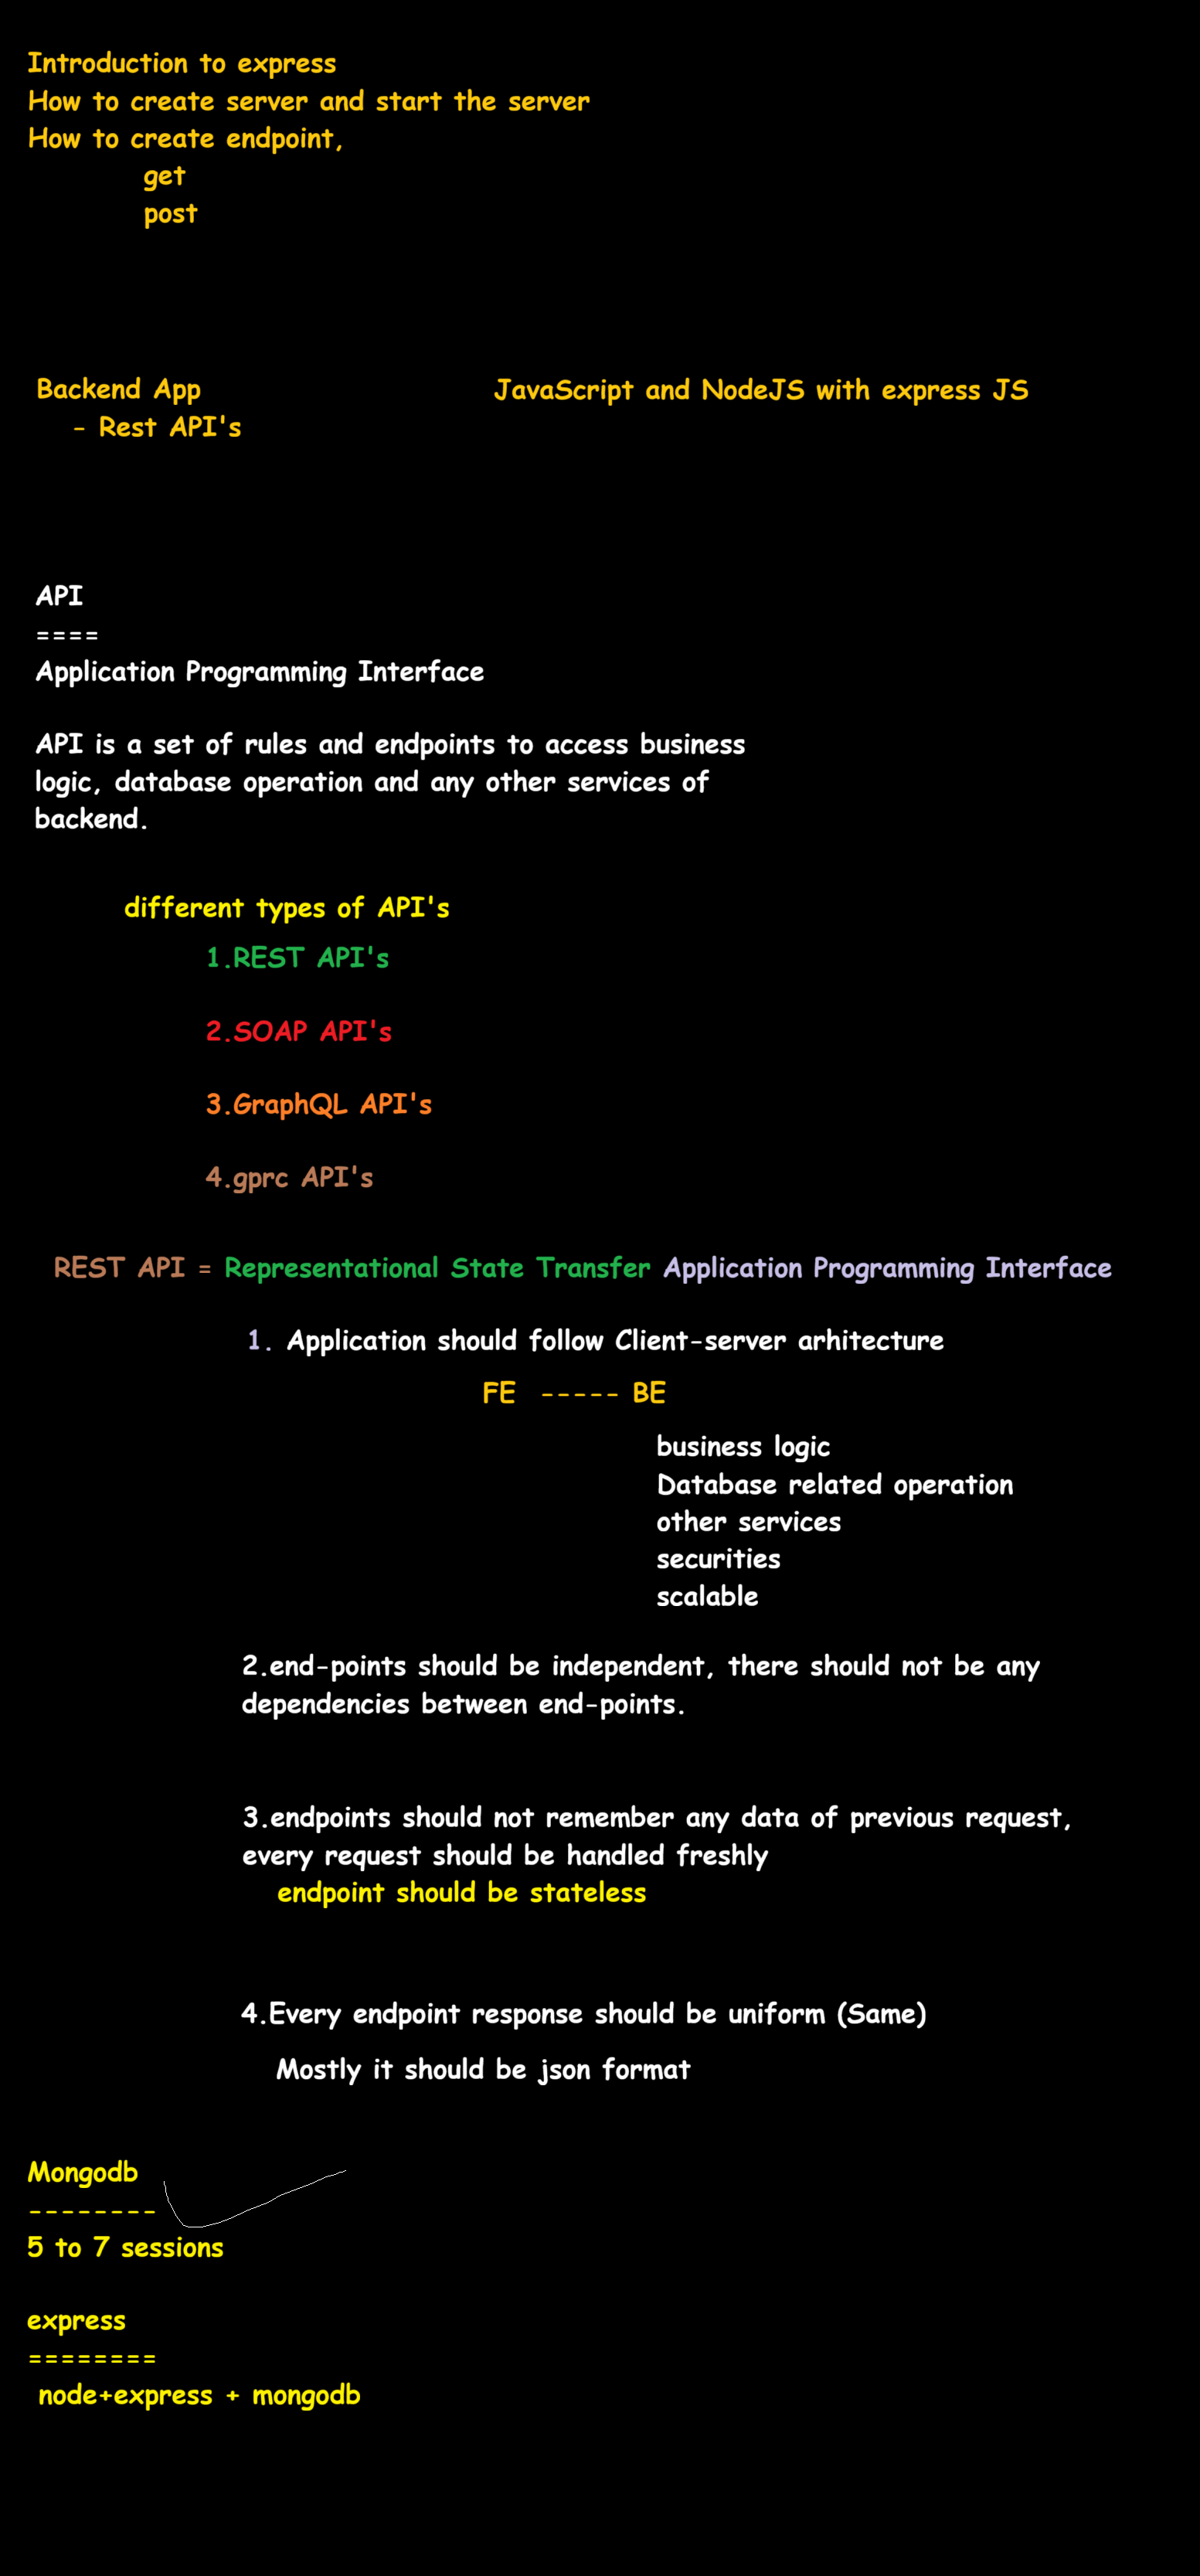 Introduction to express
How to create server and start the server
How to create endpoint,
get
post
Backend App
JavaScript and NodeJS with express JS
- Rest API's
API
====
Application Programming Interface
API is a set of rules and endpoints to access business
logic, database operation and any other services of
backend.
different types of API's
1.REST API's
2.SOAP API's
3.GraphQL API's
4.gprc API's
REST API = Representational State Transfer Application Programming Interface
1. Application should follow Client-server arhitecture
FE ----- BE
business logic
Database related operation
other services
securities
scalable
2.end-points should be independent, there should not be any
dependencies between end-points.
3.endpoints should not remember any data of previous request,
every request should be handled freshly
endpoint should be stateless
4.Every endpoint response should be uniform (Same)
Mostly it should be json format
Mongodb
--------
5 to 7 sessions
express
========
node+express + mongodb